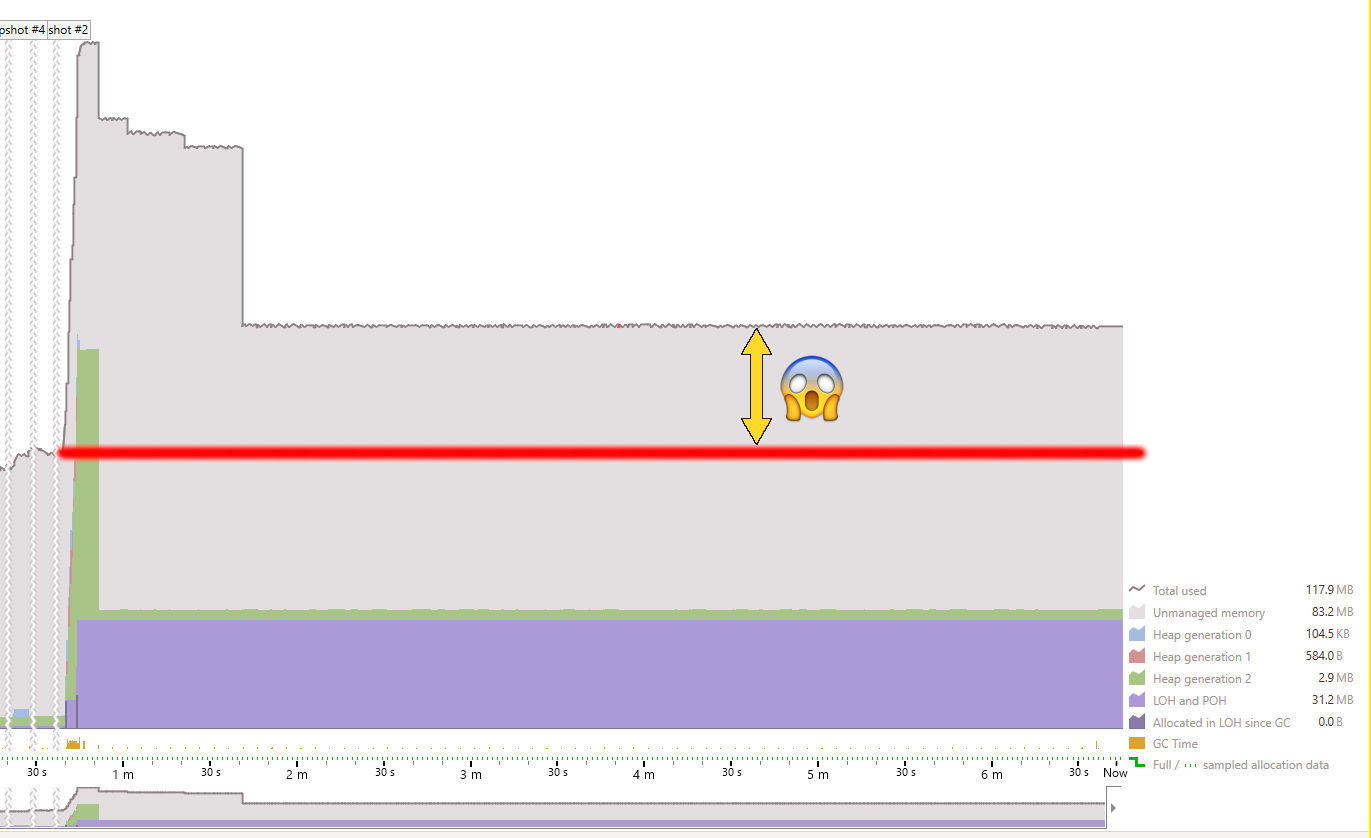 pshot #4 shot #2
Total used 117.9 MB
Unmanaged memory 83.2 MB
Heap generation 0 104.5 KB
Heap generation 1 584.0 B
Heap generation 2 2.9 MB
LOH and POH 31.2 MB
Allocated in LOH since GC 0.0 B
GC Time
Full / sampled allocation data
30 s 1 m 30 s 2 m 30 s 3 m 30 s 4 m 30 s 5 m 30 s 6 m 30 s Now